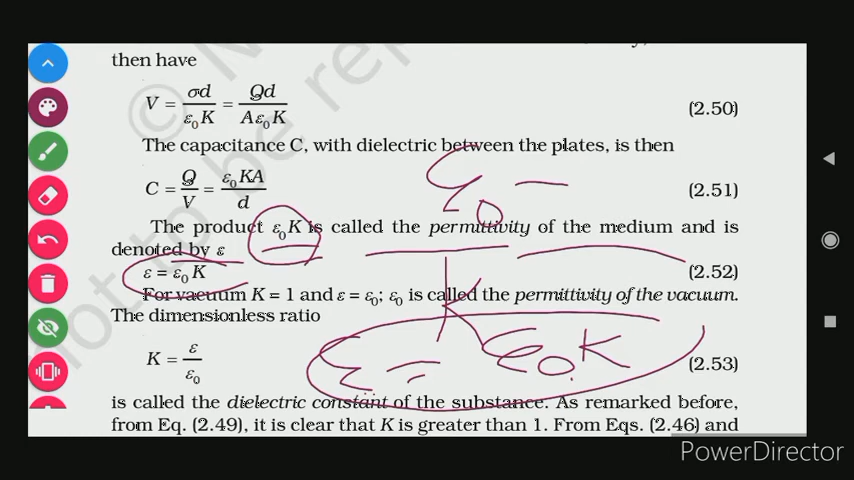 then have
V = σd / ε₀K = Qd / Aε₀K (2.50)
The capacitance C, with dielectric between the plates, is then
C = Q / V = ε₀KA / d (2.51)
ε₀
The product ε₀K is called the permittivity of the medium and is
denoted by ε
ε = ε₀ K (2.52)
K
For vacuum K = 1 and ε = ε₀; ε₀ is called the permittivity of the vacuum.
The dimensionless ratio
K = ε / ε₀ (2.53)
ε = ε₀K
is called the dielectric constant of the substance. As remarked before,
from Eq. (2.49), it is clear that K is greater than 1. From Eqs. (2.46) and
PowerDirector